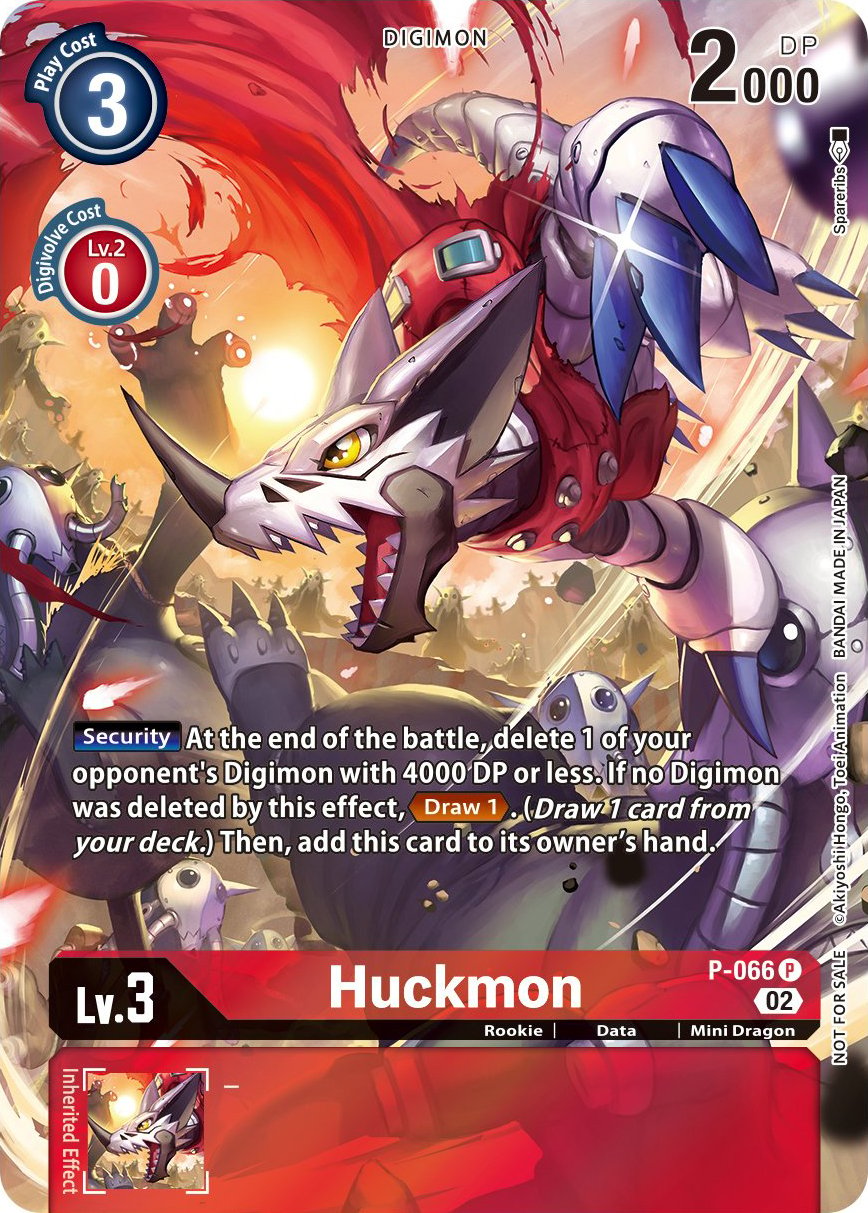 DIGIMON
Play Cost
3
DP
2000
Digivolve Cost
Lv.2
0
Spareribs
Security At the end of the battle, delete 1 of your
opponent's Digimon with 4000 DP or less. If no Digimon
was deleted by this effect, Draw 1. (Draw 1 card from
your deck.) Then, add this card to its owner's hand.
©Akiyoshi Hongo, Toei Animation BANDAI MADE IN JAPAN
NOT FOR SALE
Lv.3
Huckmon
P-066 P
02
Rookie | Data | Mini Dragon
Inherited Effect
–